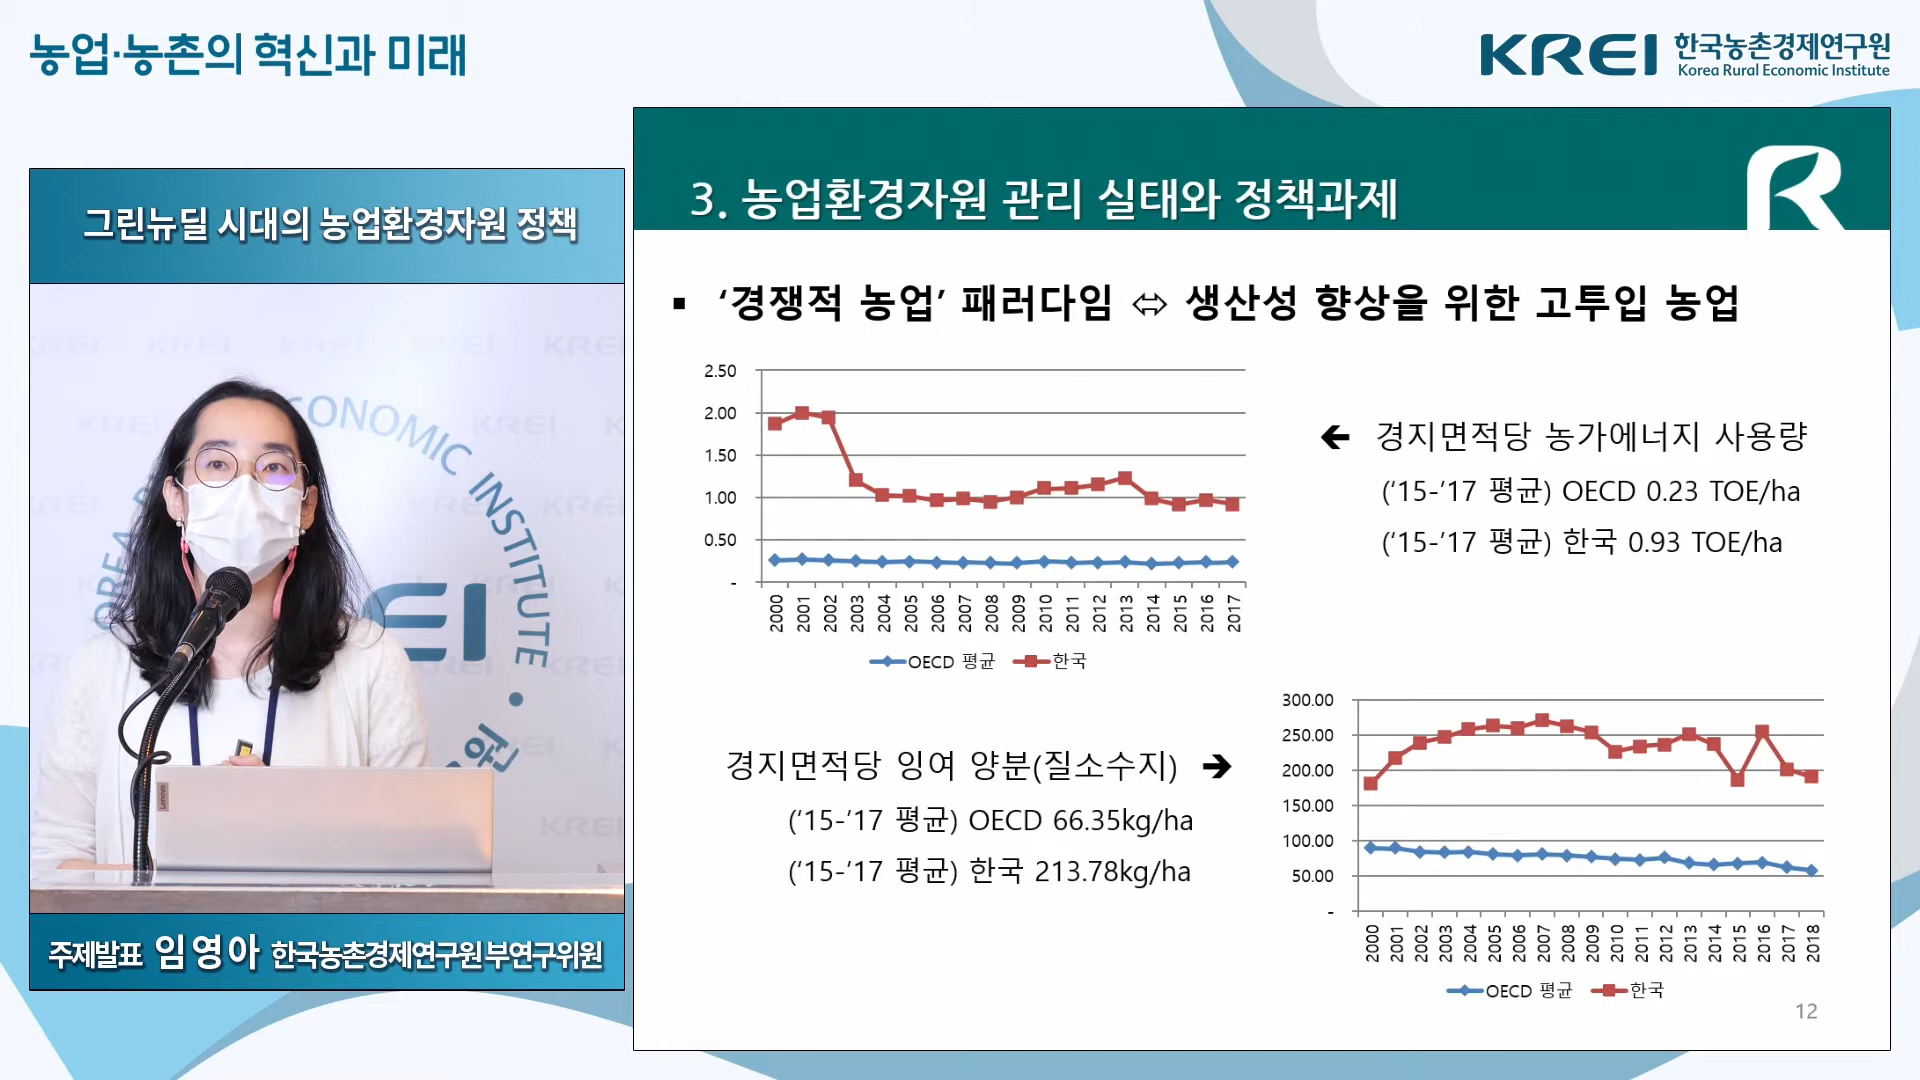 농업·농촌의 혁신과 미래
KREI 한국농촌경제연구원
Korea Rural Economic Institute
그린뉴딜 시대의 농업환경자원 정책
ECONOMIC INSTITUTE
KREI
Lenovo
주제발표 임영아 한국농촌경제연구원 부연구위원
3. 농업환경자원 관리 실태와 정책과제
▪ ‘경쟁적 농업’ 패러다임 ⬄ 생산성 향상을 위한 고투입 농업
2.50
2.00
1.50
1.00
0.50
-
2000 2001 2002 2003 2004 2005 2006 2007 2008 2009 2010 2011 2012 2013 2014 2015 2016 2017
OECD 평균 한국
← 경지면적당 농가에너지 사용량
(‘15-’17 평균) OECD 0.23 TOE/ha
(‘15-’17 평균) 한국 0.93 TOE/ha
경지면적당 잉여 양분(질소수지) →
(‘15-’17 평균) OECD 66.35kg/ha
(‘15-’17 평균) 한국 213.78kg/ha
300.00
250.00
200.00
150.00
100.00
50.00
-
2000 2001 2002 2003 2004 2005 2006 2007 2008 2009 2010 2011 2012 2013 2014 2015 2016 2017 2018
OECD 평균 한국
12